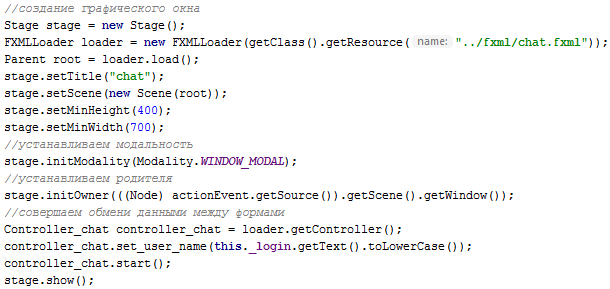 //создание графического окна
Stage stage = new Stage();
FXMLLoader loader = new FXMLLoader(getClass().getResource( name: "../fxml/chat.fxml"));
Parent root = loader.load();
stage.setTitle("chat");
stage.setScene(new Scene(root));
stage.setMinHeight(400);
stage.setMinWidth(700);
//устанавливаем модальность
stage.initModality(Modality.WINDOW_MODAL);
//устанавливаем родителя
stage.initOwner(((Node) actionEvent.getSource()).getScene().getWindow());
//совершаем обмени данными между формами
Controller_chat controller_chat = loader.getController();
controller_chat.set_user_name(this._login.getText().toLowerCase());
controller_chat.start();
stage.show();